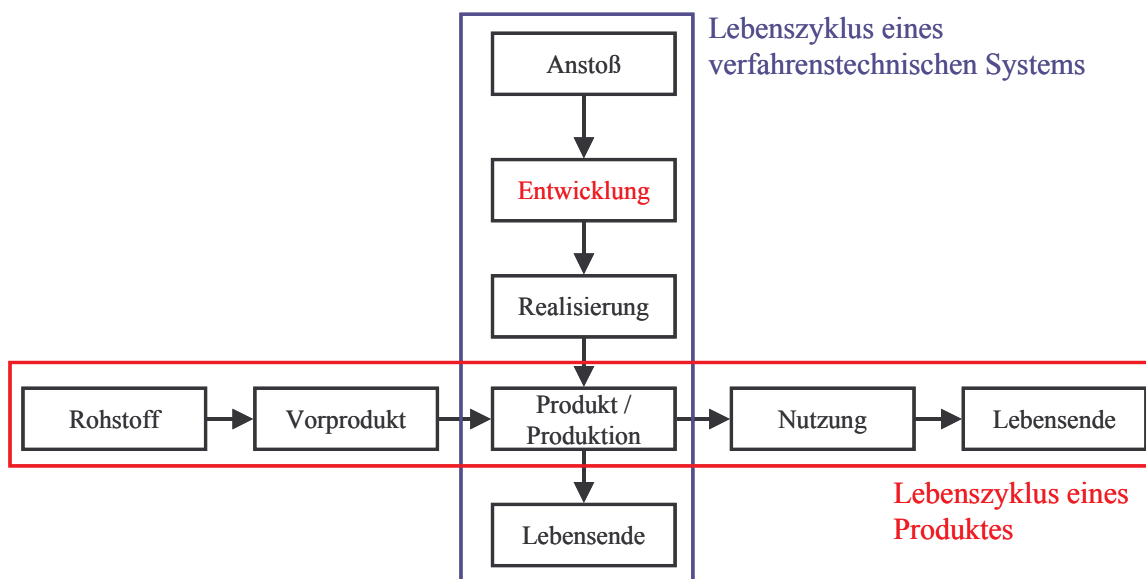 Lebenszyklus eines
verfahrenstechnischen Systems
Anstoß
Entwicklung
Realisierung
Rohstoff
Vorprodukt
Produkt /
Produktion
Nutzung
Lebensende
Lebensende
Lebenszyklus eines
Produktes